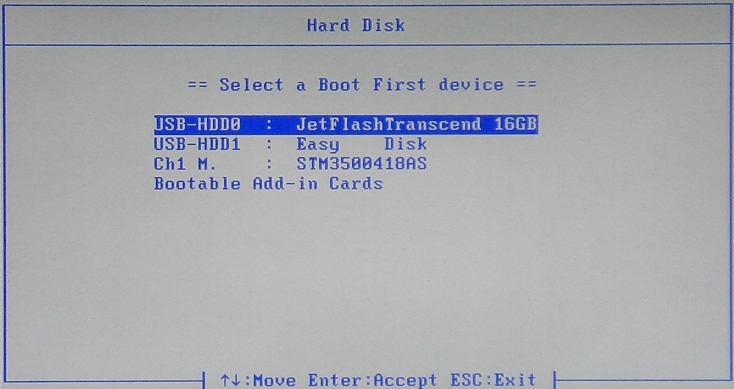 Hard Disk
== Select a Boot First device ==
USB-HDD0 : JetFlashTranscend 16GB
USB-HDD1 : Easy Disk
Ch1 M. : STM3500418AS
Bootable Add-in Cards
↑↓:Move Enter:Accept ESC:Exit